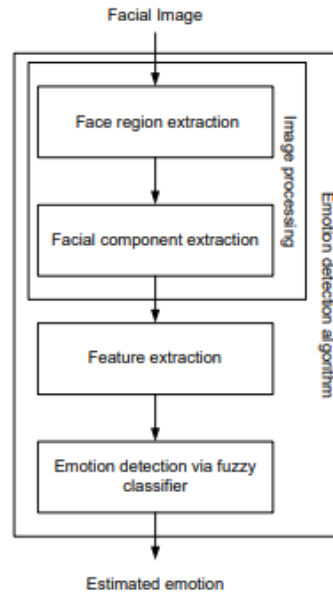 Facial Image
Face region extraction
Image processing
Facial component extraction
Emotion detection algorithm
Feature extraction
Emotion detection via fuzzy
classifier
Estimated emotion